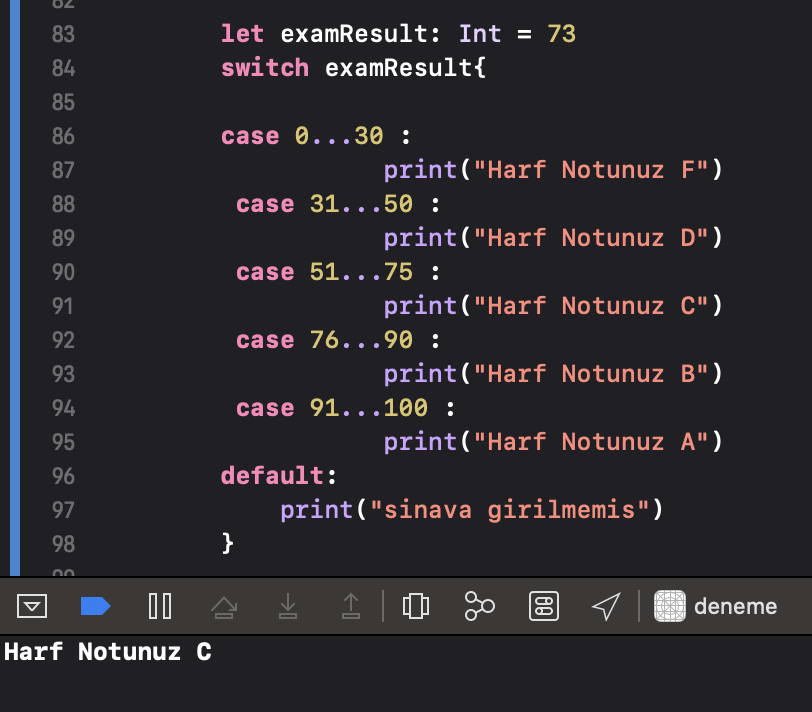 82
83 let examResult: Int = 73
84 switch examResult{
85
86 case 0...30 :
87 print("Harf Notunuz F")
88 case 31...50 :
89 print("Harf Notunuz D")
90 case 51...75 :
91 print("Harf Notunuz C")
92 case 76...90 :
93 print("Harf Notunuz B")
94 case 91...100 :
95 print("Harf Notunuz A")
96 default:
97 print("sinava girilmemis")
98 }
99
deneme
Harf Notunuz C